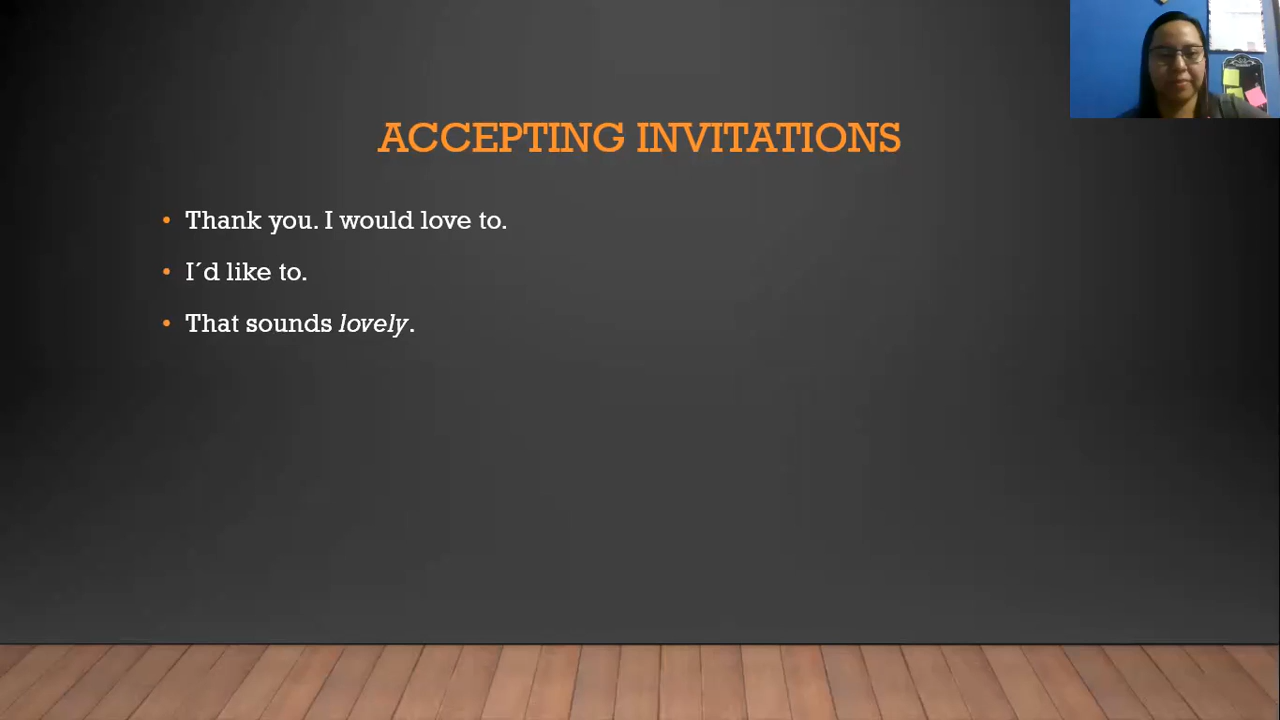 ACCEPTING INVITATIONS
• Thank you. I would love to.
• I´d like to.
• That sounds lovely.